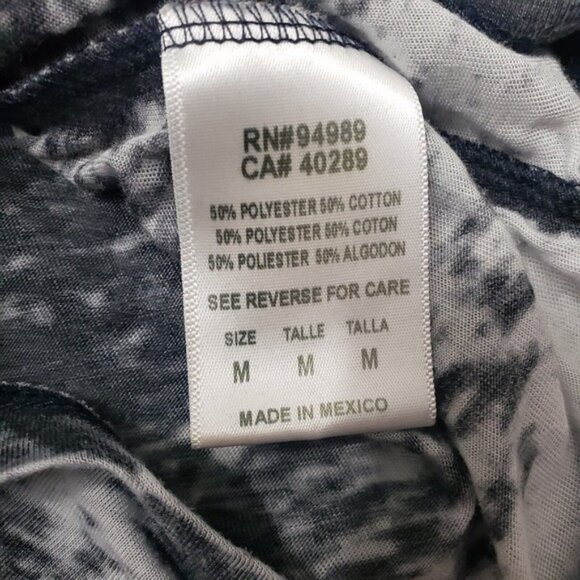 RN#94989
CA# 40289
50% POLYESTER 50% COTTON
50% POLYESTER 50% COTON
50% POLIESTER 50% ALGODON
SEE REVERSE FOR CARE
SIZE TALLE TALLA
M M M
MADE IN MEXICO